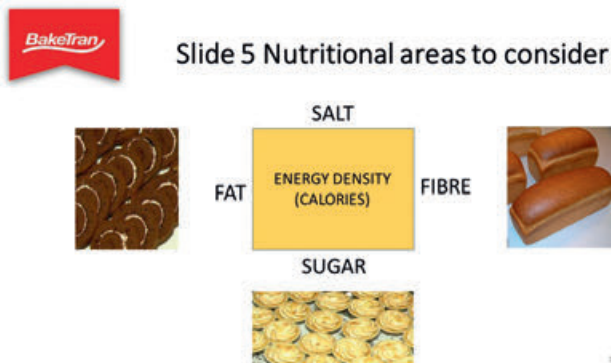 BakeTran
Slide 5 Nutritional areas to consider
SALT
FAT
ENERGY DENSITY
(CALORIES)
FIBRE
SUGAR